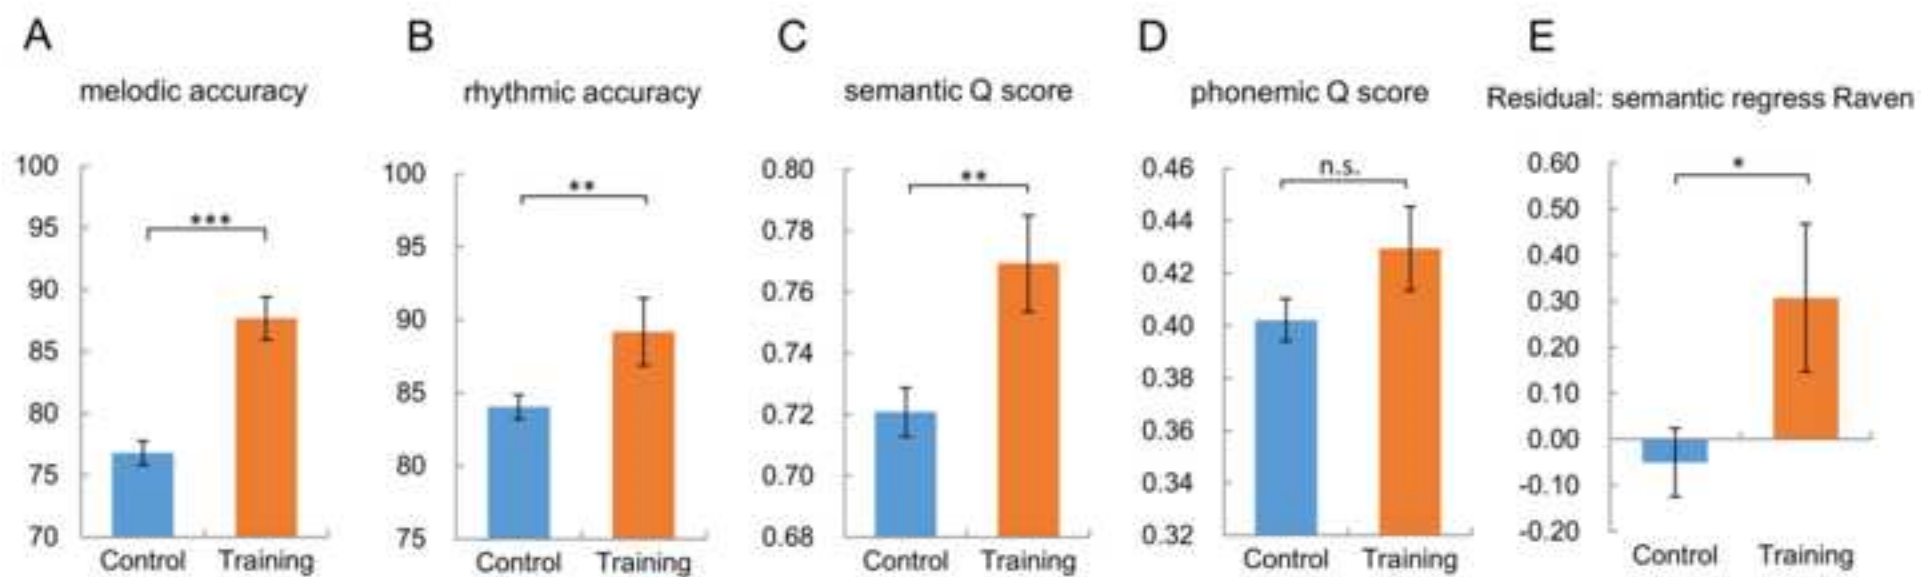 A
melodic accuracy
100
95
90
85
80
75
70
***
Control Training
B
rhythmic accuracy
100
95
90
85
80
75
**
Control Training
C
semantic Q score
0.80
0.78
0.76
0.74
0.72
0.70
0.68
**
Control Training
D
phonemic Q score
0.46
0.44
0.42
0.40
0.38
0.36
0.34
0.32
n.s.
Control Training
E
Residual: semantic regress Raven
0.60
0.50
0.40
0.30
0.20
0.10
0.00
-0.10
-0.20
*
Control Training